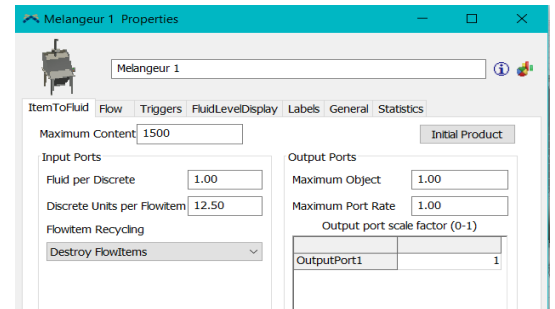 Melangeur 1 Properties
Melangeur 1
ItemToFluid Flow Triggers FluidLevelDisplay Labels General Statistics
Maximum Content 1500 Initial Product
Input Ports Output Ports
Fluid per Discrete 1.00 Maximum Object 1.00
Discrete Units per Flowitem 12.50 Maximum Port Rate 1.00
Flowitem Recycling Output port scale factor (0-1)
Destroy FlowItems
OutputPort1 1